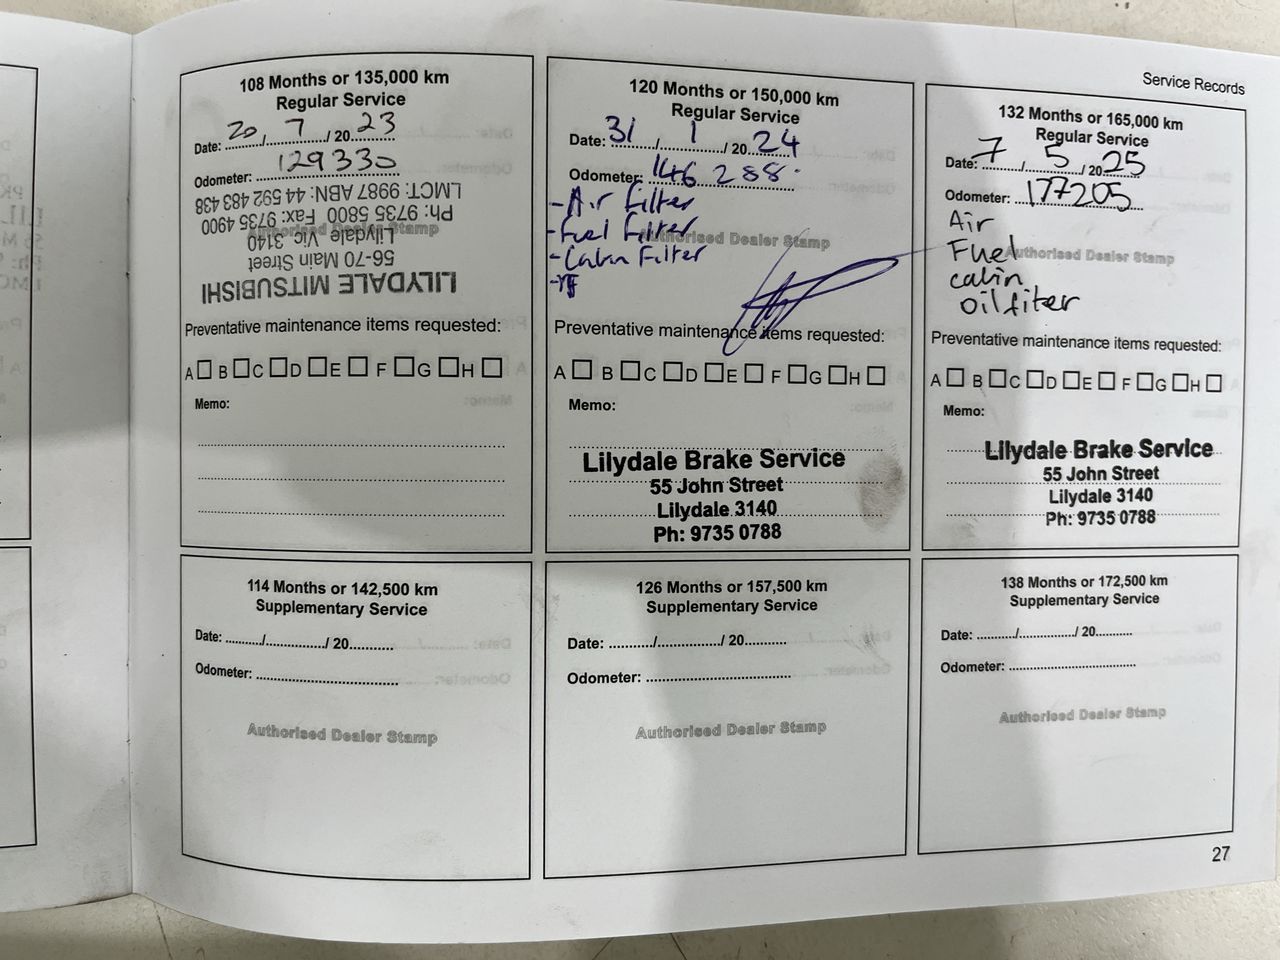 Service Records
108 Months or 135,000 km
Regular Service
Date: 20 / 7 / 20 23
Odometer: 129330
LILYDALE MITSUBISHI
56-70 Main Street
Lilydale Vic. 3140
Ph: 9735 5800 Fax: 9735 4900
LMCT: 9987 ABN: 44 592 483 438
Authorised Dealer Stamp
Preventative maintenance items requested:
A B C D E F G H
Memo:
120 Months or 150,000 km
Regular Service
Date: 31 / 1 / 20 24
Odometer: 146 288
- Air Filter
- Fuel Filter
- Cabin Filter
Authorised Dealer Stamp
Preventative maintenance items requested:
A B C D E F G H
Memo:
Lilydale Brake Service
55 John Street
Lilydale 3140
Ph: 9735 0788
132 Months or 165,000 km
Regular Service
Date: 7 / 5 / 20 25
Odometer: 177205
Air
Fuel
cabin
oil fiter
Authorised Dealer Stamp
Preventative maintenance items requested:
A B C D E F G H
Memo:
Lilydale Brake Service
55 John Street
Lilydale 3140
Ph: 9735 0788
114 Months or 142,500 km
Supplementary Service
Date: ........../................/ 20...........
Odometer: ....................................
Authorised Dealer Stamp
126 Months or 157,500 km
Supplementary Service
Date: ........../................/ 20..........
Odometer: ....................................
Authorised Dealer Stamp
138 Months or 172,500 km
Supplementary Service
Date: ........../................/ 20..........
Odometer: ....................................
Authorised Dealer Stamp
27